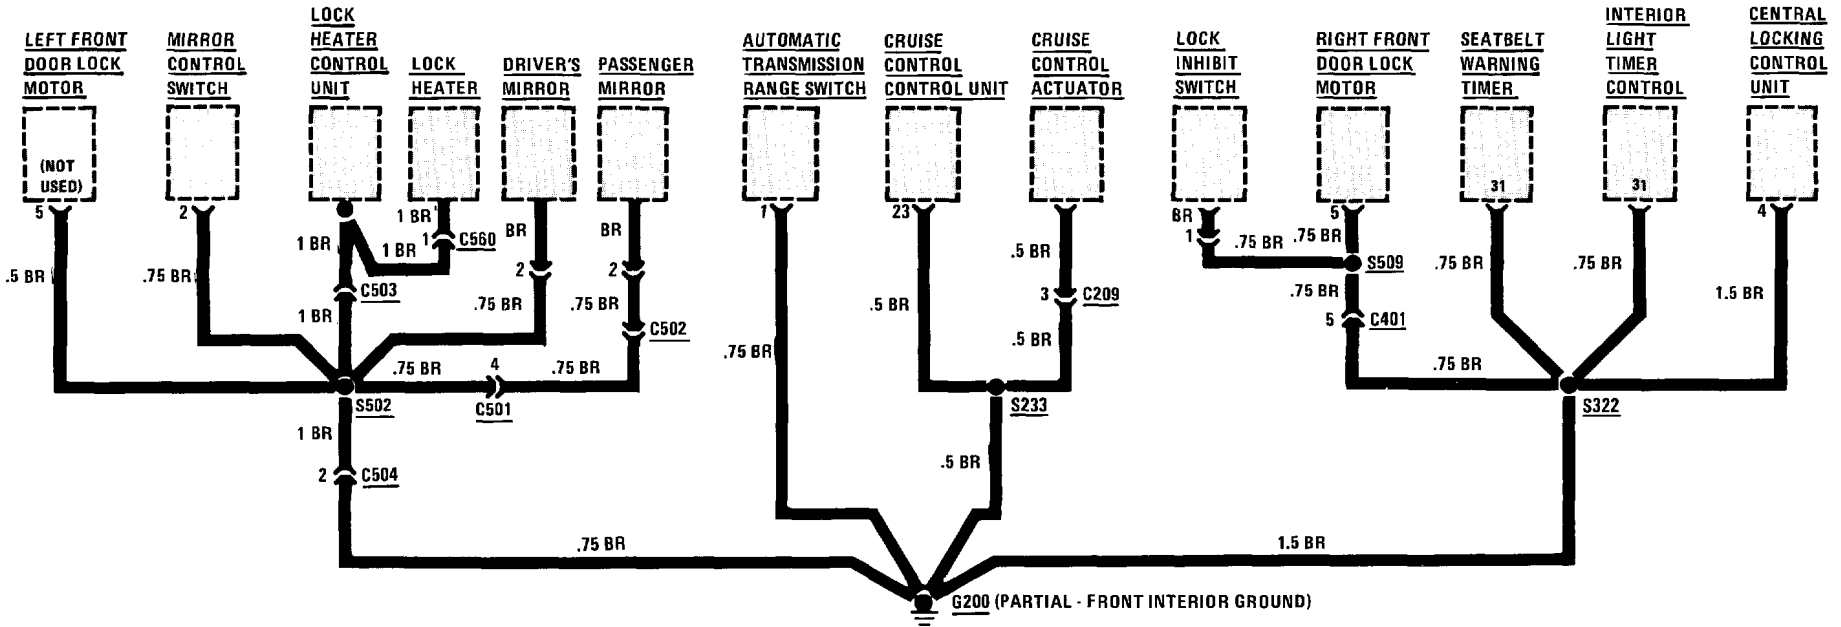 LEFT FRONT
DOOR LOCK
MOTOR
MIRROR
CONTROL
SWITCH
LOCK
HEATER
CONTROL
UNIT
LOCK
HEATER
DRIVER'S
MIRROR
PASSENGER
MIRROR
AUTOMATIC
TRANSMISSION
RANGE SWITCH
CRUISE
CONTROL
CONTROL UNIT
CRUISE
CONTROL
ACTUATOR
LOCK
INHIBIT
SWITCH
RIGHT FRONT
DOOR LOCK
MOTOR
SEATBELT
WARNING
TIMER
INTERIOR
LIGHT
TIMER
CONTROL
CENTRAL
LOCKING
CONTROL
UNIT
(NOT
USED)
31
31
5
2
1 BR
BR
BR
1
23
BR
5
4
1 BR
1 BR
1
C560
.5 BR
1
.75 BR
.75 BR
.75 BR
.75 BR
.5 BR
.75 BR
2
2
S509
C503
.75 BR
.75 BR
.5 BR
3
C209
.75 BR
1.5 BR
1 BR
C502
.5 BR
5
C401
.75 BR
.75 BR
4
.75 BR
.75 BR
S502
C501
S233
S322
1 BR
2
C504
.5 BR
.75 BR
1.5 BR
G200 (PARTIAL - FRONT INTERIOR GROUND)